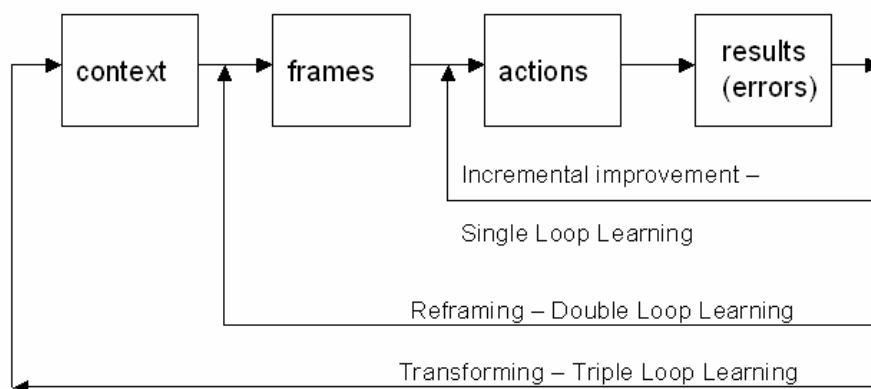 context
frames
actions
results
(errors)
Incremental improvement –
Single Loop Learning
Reframing – Double Loop Learning
Transforming – Triple Loop Learning